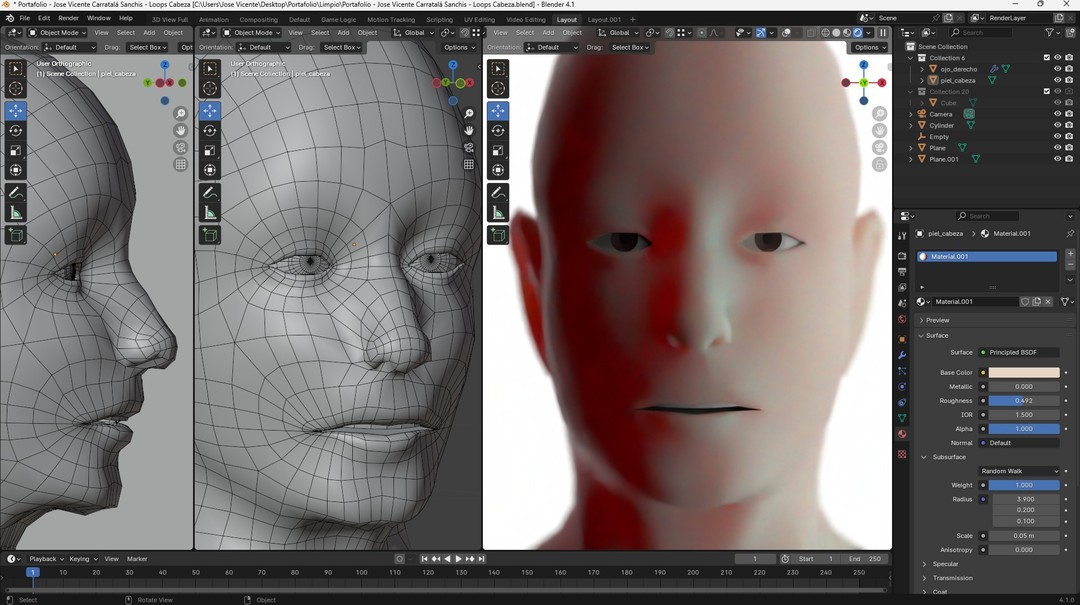 * Portafolio - Jose Vicente Carratalá Sanchis - Loops Cabeza [C:\Users\Jose Vicente\Desktop\Portafolio\Limpio\Portafolio - Jose Vicente Carratalá Sanchis - Loops Cabeza.blend] - Blender 4.1
File Edit Render Window Help 3D View Full Animation Compositing Default Game Logic Motion Tracking Scripting UV Editing Video Editing Layout Layout.001 Scene RenderLayer
Object Mode View Select Add Object Object Mode View Select Add Object Global View Select Add Object Global
Orientation: Default Drag: Select Box Opt Orientation: Default Drag: Select Box Options Orientation: Default Drag: Select Box Options
User Orthographic
(1) Scene Collection | piel_cabeza
User Orthographic
(1) Scene Collection | piel_cabeza
Z
Y
X
Z
Y
X
Z
Y
X
Search
Scene Collection
Collection 6
ojo_derecho
piel_cabeza
Collection 20
Cube
Camera
Cylinder
Empty
Plane
Plane.001
Search
piel_cabeza > Material.001
Material.001
Material.001
Preview
Surface
Surface Principled BSDF
Base Color
Metallic 0.000
Roughness 0.492
IOR 1.500
Alpha 1.000
Normal Default
Subsurface
Random Walk
Weight 1.000
Radius 3.900
0.200
0.100
Scale 0.05 m
Anisotropy 0.000
Specular
Transmission
Coat
Playback Keying View Marker 1 Start 1 End 250
1 10 20 30 40 50 60 70 80 90 100 110 120 130 140 150 160 170 180 190 200 210 220 230 240 250
Select Rotate View Object 4.1.0